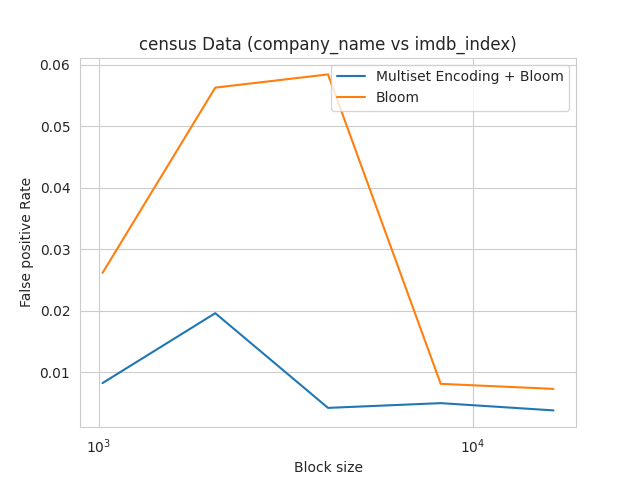 census Data (company_name vs imdb_index)
Multiset Encoding + Bloom
Bloom
False positive Rate
0.06
0.05
0.04
0.03
0.02
0.01
10³
10⁴
Block size